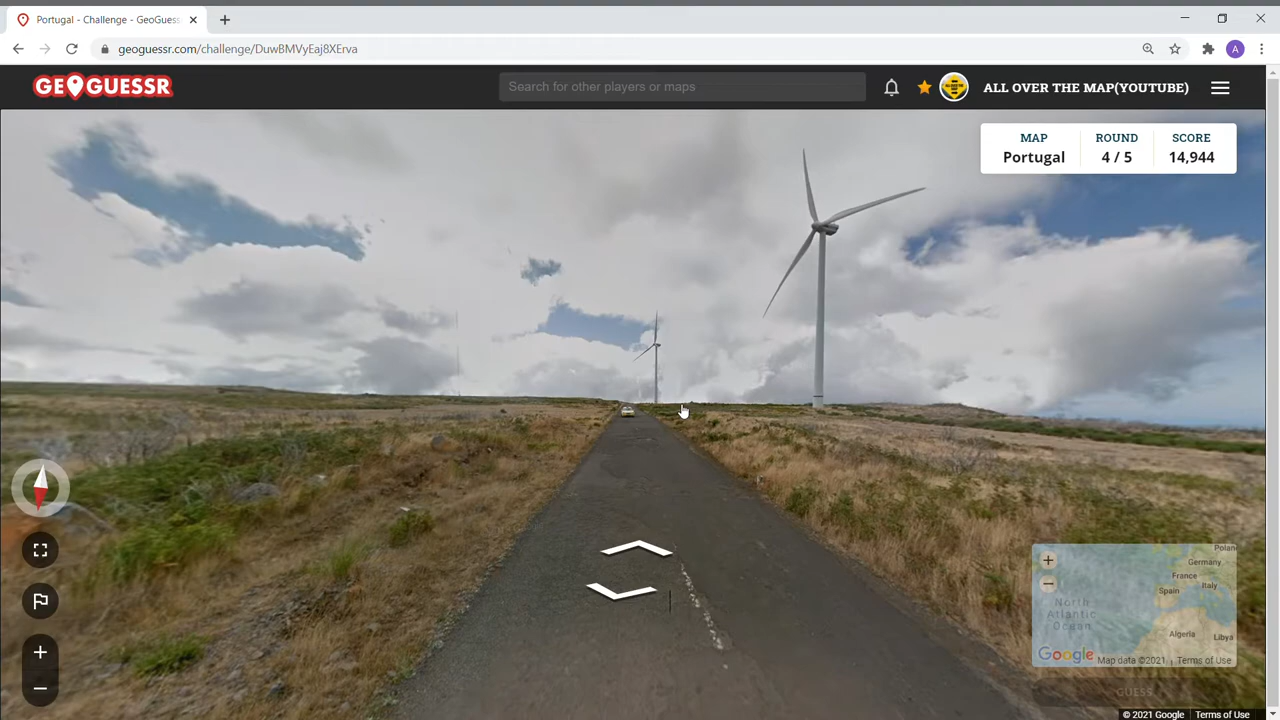 Portugal - Challenge - GeoGuess
geoguessr.com/challenge/DuwBMVyEaj8XErva
A
GEOGUESSR
Search for other players or maps
ALL OVER THE MAP(YOUTUBE)
MAP
Portugal
ROUND
4 / 5
SCORE
14,944
Poland
Germany
France
Italy
Spain
North
Atlantic
Ocean
Algeria
Libya
Google
Map data ©2021
Terms of Use
GUESS
© 2021 Google
Terms of Use